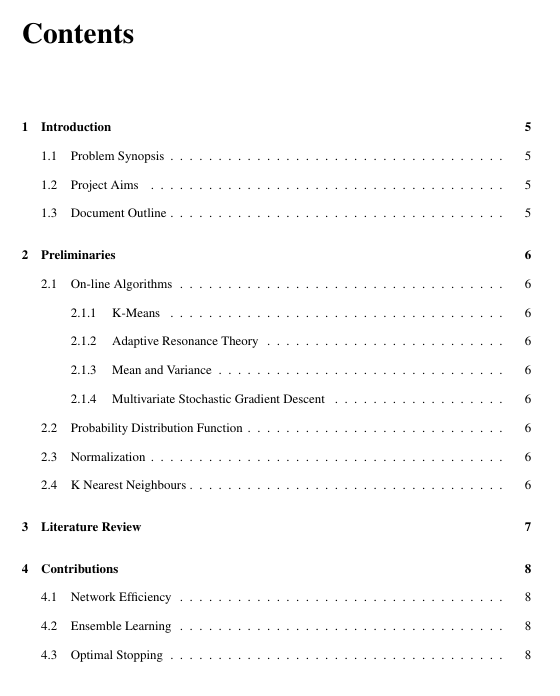 Contents
1 Introduction 5
1.1 Problem Synopsis . . . . . . . . . . . . . . . . . . . . . . . . . . . . . . . . . . . 5
1.2 Project Aims . . . . . . . . . . . . . . . . . . . . . . . . . . . . . . . . . . . . . 5
1.3 Document Outline . . . . . . . . . . . . . . . . . . . . . . . . . . . . . . . . . . . 5
2 Preliminaries 6
2.1 On-line Algorithms . . . . . . . . . . . . . . . . . . . . . . . . . . . . . . . . . . 6
2.1.1 K-Means . . . . . . . . . . . . . . . . . . . . . . . . . . . . . . . . . . . 6
2.1.2 Adaptive Resonance Theory . . . . . . . . . . . . . . . . . . . . . . . . . 6
2.1.3 Mean and Variance . . . . . . . . . . . . . . . . . . . . . . . . . . . . . . 6
2.1.4 Multivariate Stochastic Gradient Descent . . . . . . . . . . . . . . . . . . 6
2.2 Probability Distribution Function . . . . . . . . . . . . . . . . . . . . . . . . . . . 6
2.3 Normalization . . . . . . . . . . . . . . . . . . . . . . . . . . . . . . . . . . . . . 6
2.4 K Nearest Neighbours . . . . . . . . . . . . . . . . . . . . . . . . . . . . . . . . . 6
3 Literature Review 7
4 Contributions 8
4.1 Network Efficiency . . . . . . . . . . . . . . . . . . . . . . . . . . . . . . . . . . 8
4.2 Ensemble Learning . . . . . . . . . . . . . . . . . . . . . . . . . . . . . . . . . . 8
4.3 Optimal Stopping . . . . . . . . . . . . . . . . . . . . . . . . . . . . . . . . . . . 8